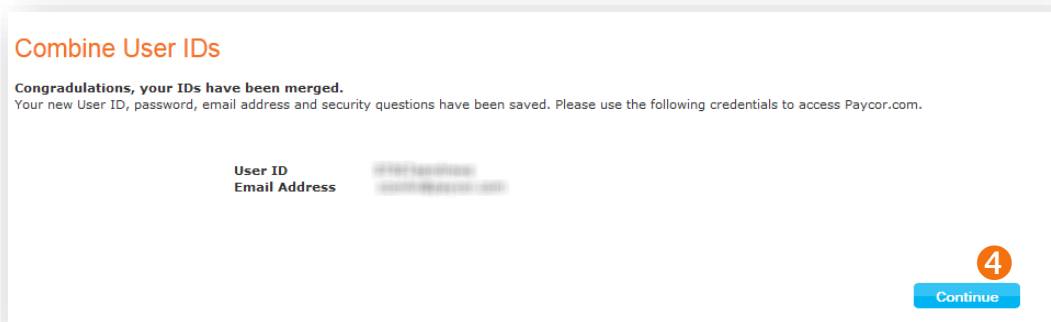 Combine User IDs
Congradulations, your IDs have been merged.
Your new User ID, password, email address and security questions have been saved. Please use the following credentials to access Paycor.com.
User ID
Email Address
4
Continue